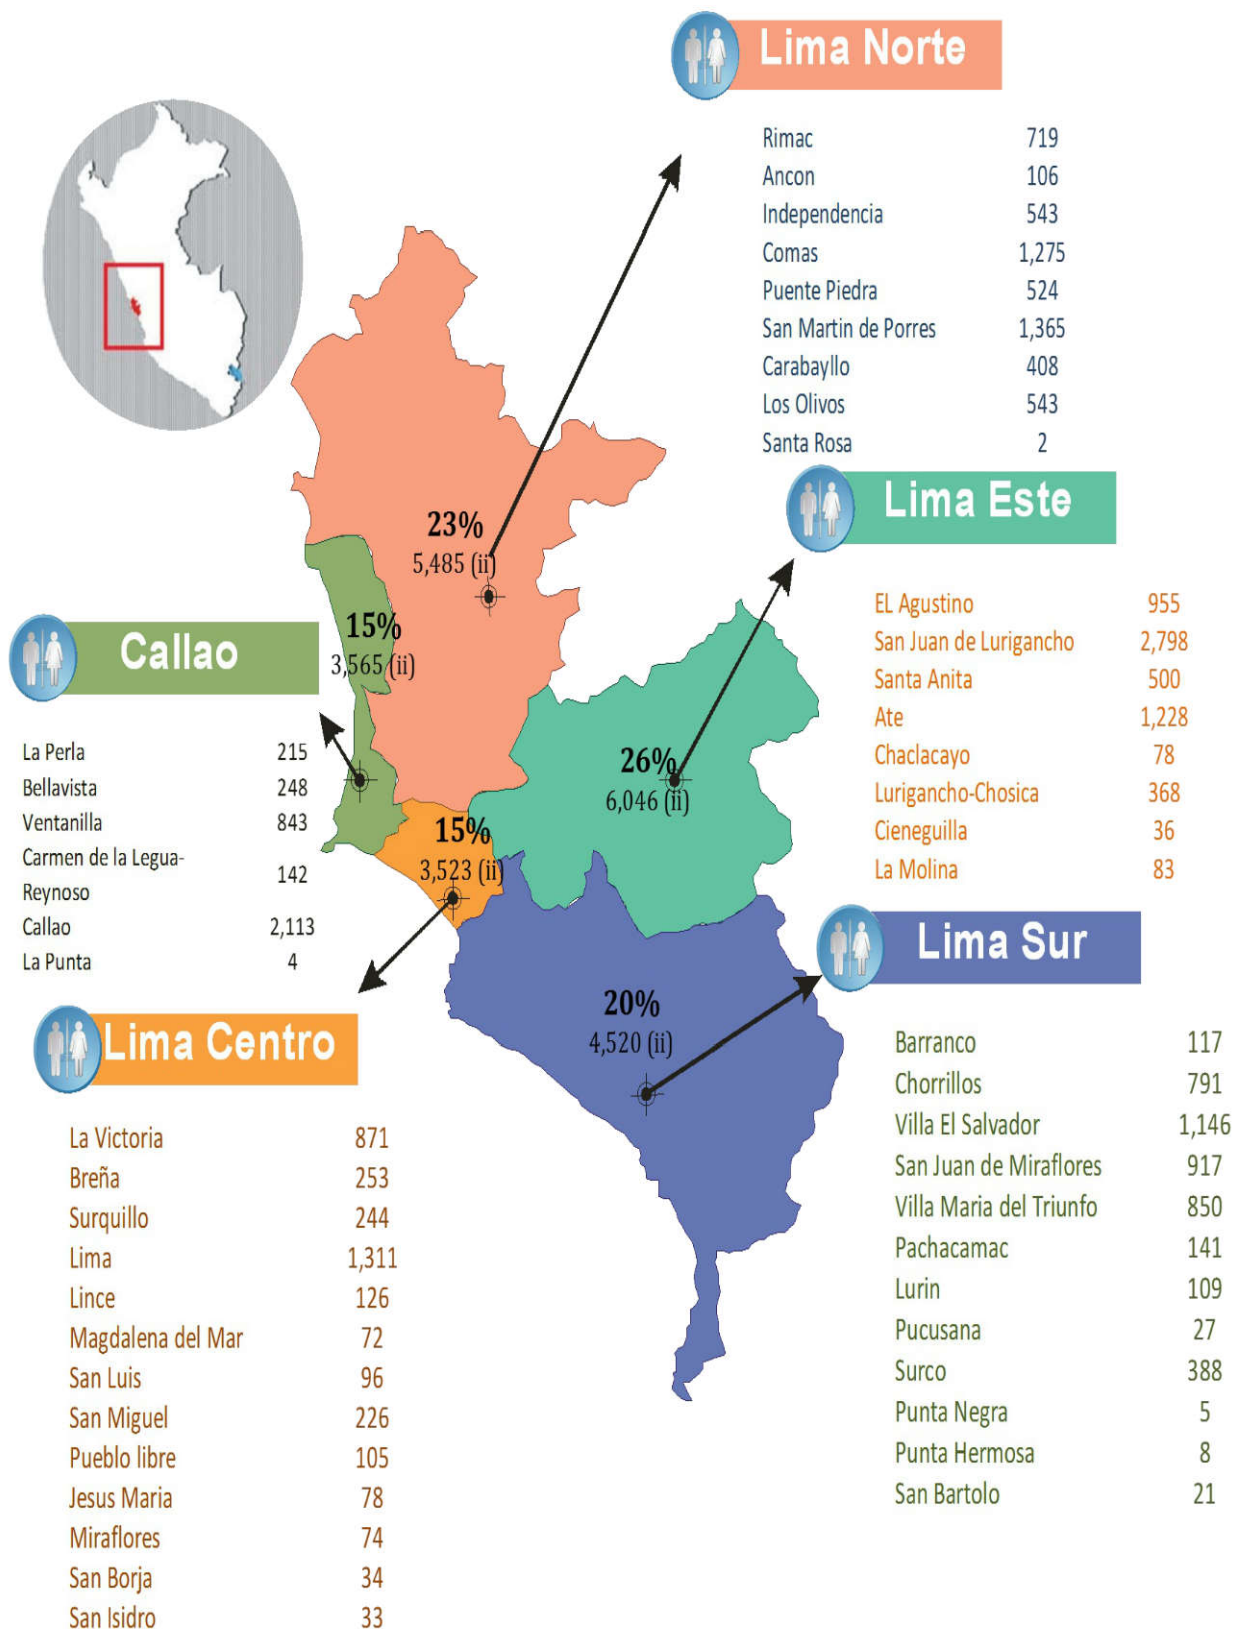 Lima Norte
Rimac 719
Ancon 106
Independencia 543
Comas 1,275
Puente Piedra 524
San Martin de Porres 1,365
Carabayllo 408
Los Olivos 543
Santa Rosa 2
23%
5,485 (ii)
Lima Este
EL Agustino 955
San Juan de Lurigancho 2,798
Santa Anita 500
Ate 1,228
Chaclacayo 78
Lurigancho-Chosica 368
Cieneguilla 36
La Molina 83
26%
6,046 (ii)
Callao
15%
3,565 (ii)
La Perla 215
Bellavista 248
Ventanilla 843
Carmen de la Legua-
Reynoso 142
Callao 2,113
La Punta 4
15%
3,523 (ii)
Lima Centro
La Victoria 871
Breña 253
Surquillo 244
Lima 1,311
Lince 126
Magdalena del Mar 72
San Luis 96
San Miguel 226
Pueblo libre 105
Jesus Maria 78
Miraflores 74
San Borja 34
San Isidro 33
Lima Sur
20%
4,520 (ii)
Barranco 117
Chorrillos 791
Villa El Salvador 1,146
San Juan de Miraflores 917
Villa Maria del Triunfo 850
Pachacamac 141
Lurin 109
Pucusana 27
Surco 388
Punta Negra 5
Punta Hermosa 8
San Bartolo 21